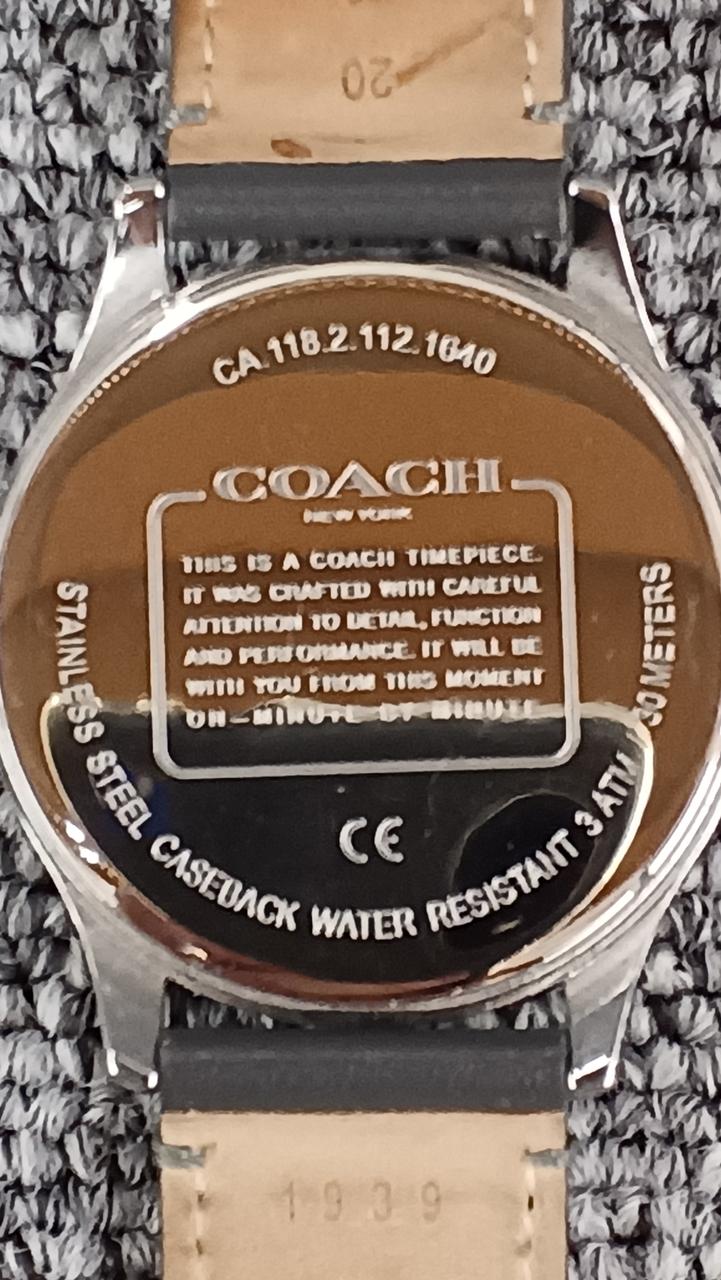 20
CA.118.2.112.1640
COACH
NEW YORK
THIS IS A COACH TIMEPIECE.
IT WAS CRAFTED WITH CAREFUL
ATTENTION TO DETAIL, FUNCTION
AND PERFORMANCE. IT WILL BE
WITH YOU FROM THIS MOMENT
ON-MINUTE BY MINUTE.
CE
STAINLESS STEEL CASEBACK WATER RESISTANT 3 ATM 30 METERS
1939